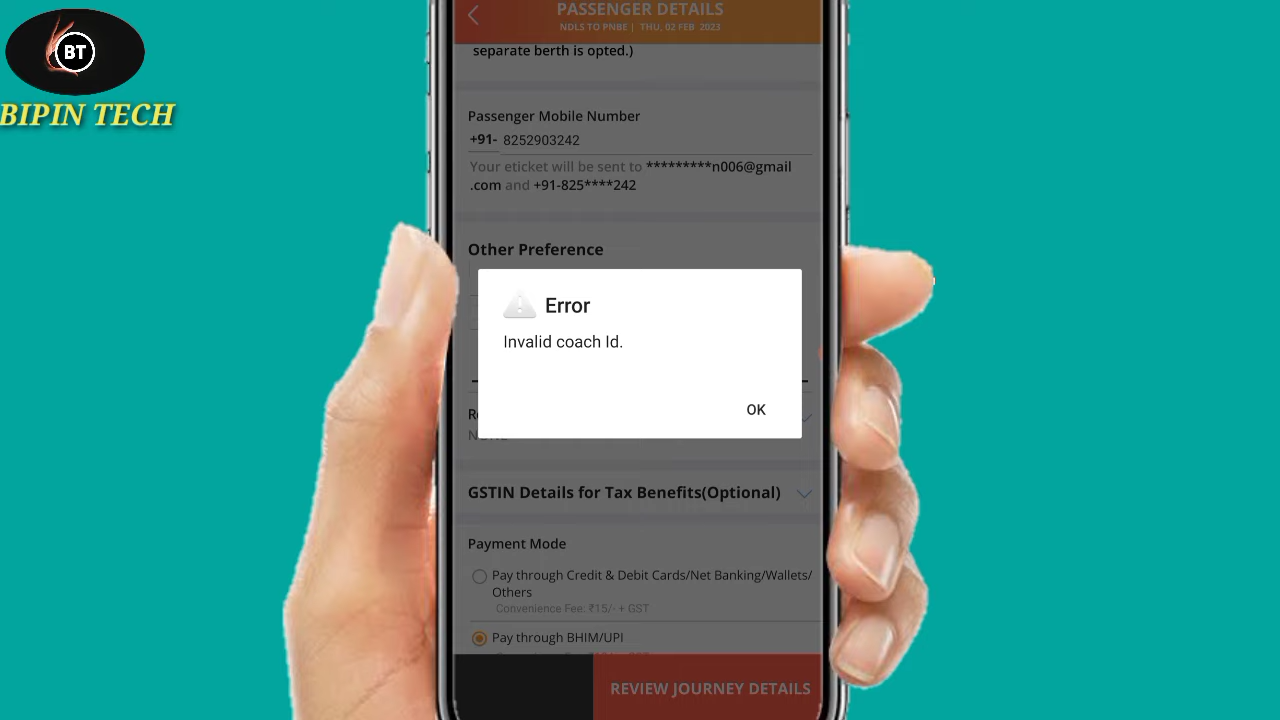 BT
BIPIN TECH
PASSENGER DETAILS
NDLS TO PNBE | THU, 02 FEB 2023
separate berth is opted.)
Passenger Mobile Number
+91- 8252903242
Your eticket will be sent to *********n006@gmail
.com and +91-825****242
Other Preference
Error
Invalid coach Id.
OK
NONE
GSTIN Details for Tax Benefits(Optional)
Payment Mode
Pay through Credit & Debit Cards/Net Banking/Wallets/
Others
Convenience Fee: ₹15/- + GST
Pay through BHIM/UPI
REVIEW JOURNEY DETAILS